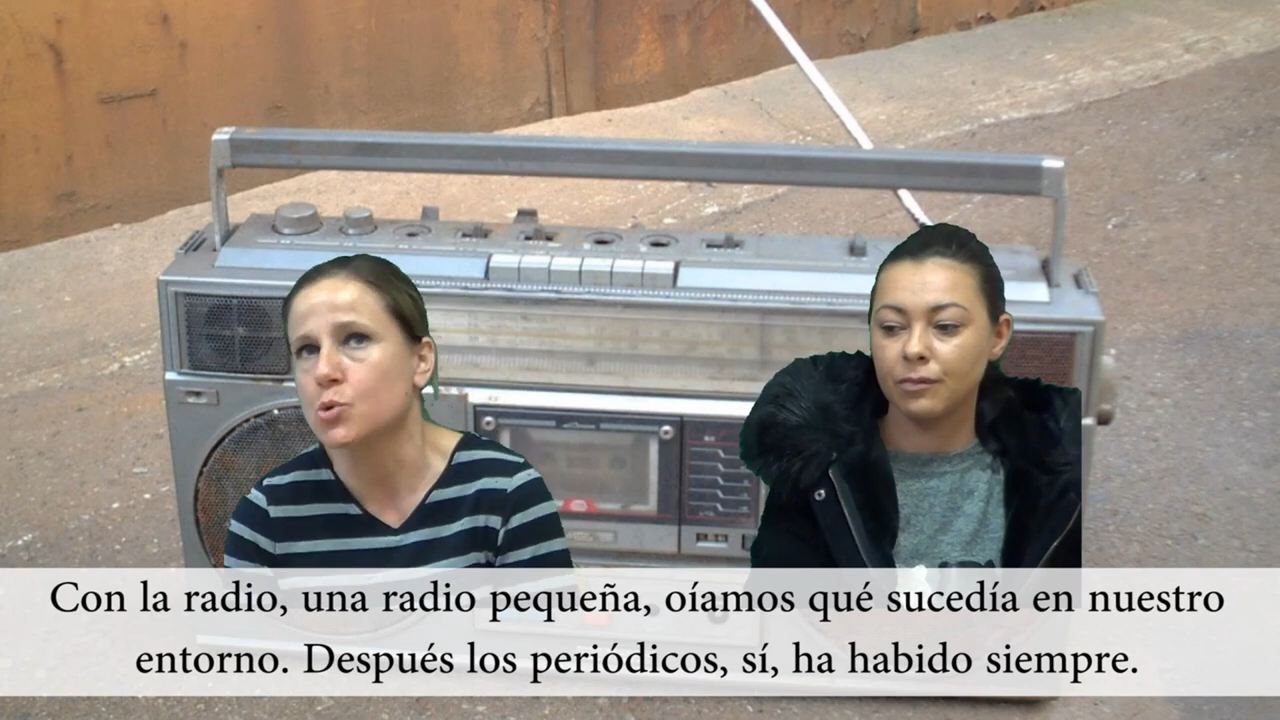 Con la radio, una radio pequeña, oíamos qué sucedía en nuestro
entorno. Después los periódicos, sí, ha habido siempre.